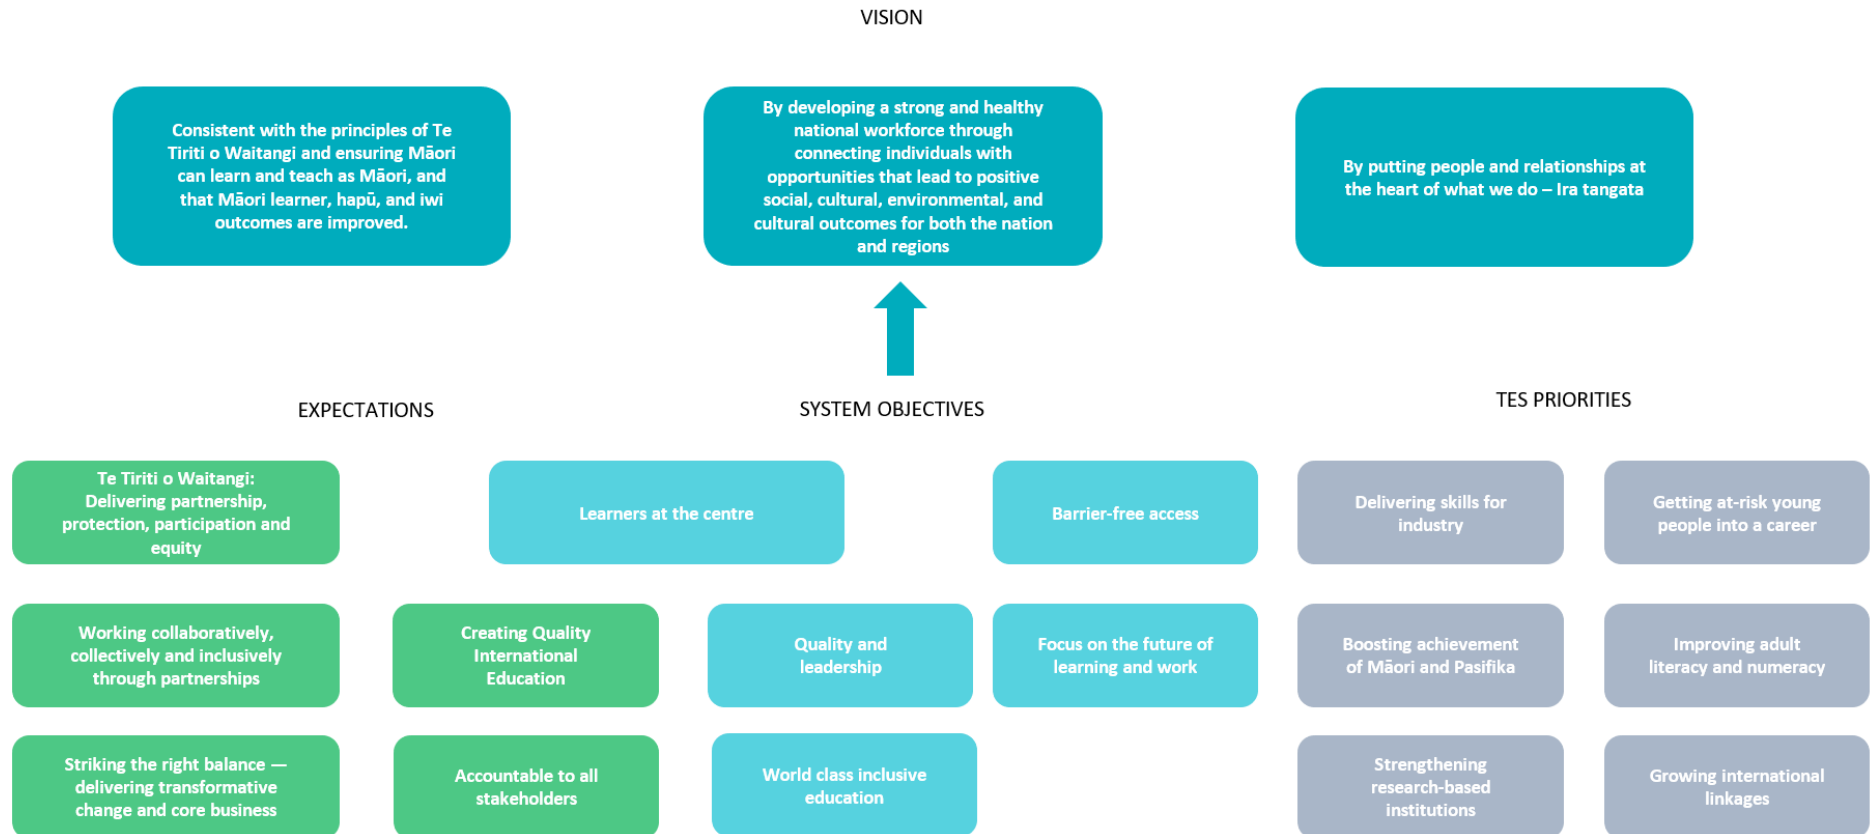 VISION
Consistent with the principles of Te
Tiriti o Waitangi and ensuring Māori
can learn and teach as Māori, and
that Māori learner, hapū, and iwi
outcomes are improved.
By developing a strong and healthy
national workforce through
connecting individuals with
opportunities that lead to positive
social, cultural, environmental, and
cultural outcomes for both the nation
and regions
By putting people and relationships at
the heart of what we do – Ira tangata
EXPECTATIONS
Te Tiriti o Waitangi:
Delivering partnership,
protection, participation and
equity
Working collaboratively,
collectively and inclusively
through partnerships
Creating Quality
International
Education
Striking the right balance —
delivering transformative
change and core business
Accountable to all
stakeholders
SYSTEM OBJECTIVES
Learners at the centre
Barrier-free access
Quality and
leadership
Focus on the future of
learning and work
World class inclusive
education
TES PRIORITIES
Delivering skills for
industry
Getting at-risk young
people into a career
Boosting achievement
of Māori and Pasifika
Improving adult
literacy and numeracy
Strengthening
research-based
institutions
Growing international
linkages